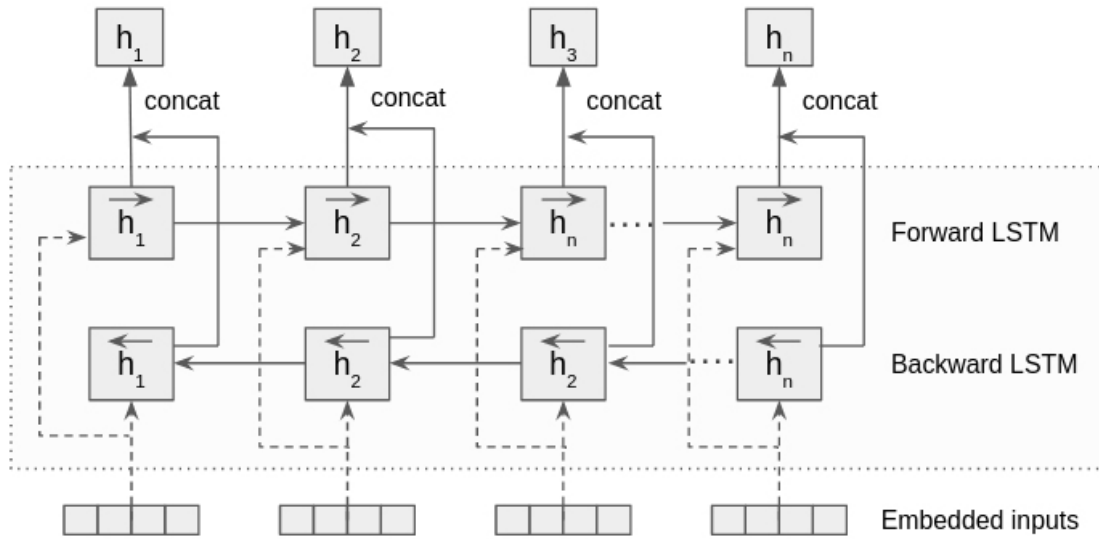 h1 h2 h3 hn
concat concat concat concat
h1 h2 hn hn Forward LSTM
h1 h2 h2 hn Backward LSTM
Embedded inputs